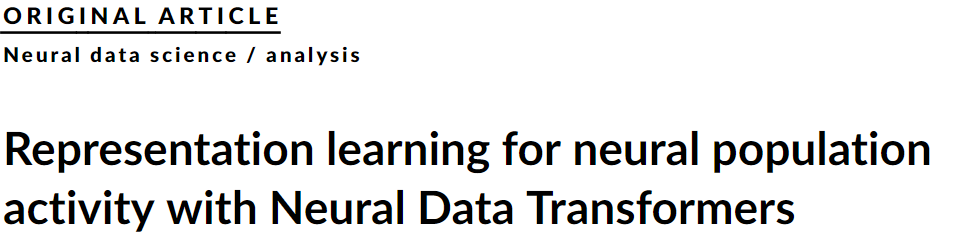 ORIGINAL ARTICLE
Neural data science / analysis
Representation learning for neural population
activity with Neural Data Transformers